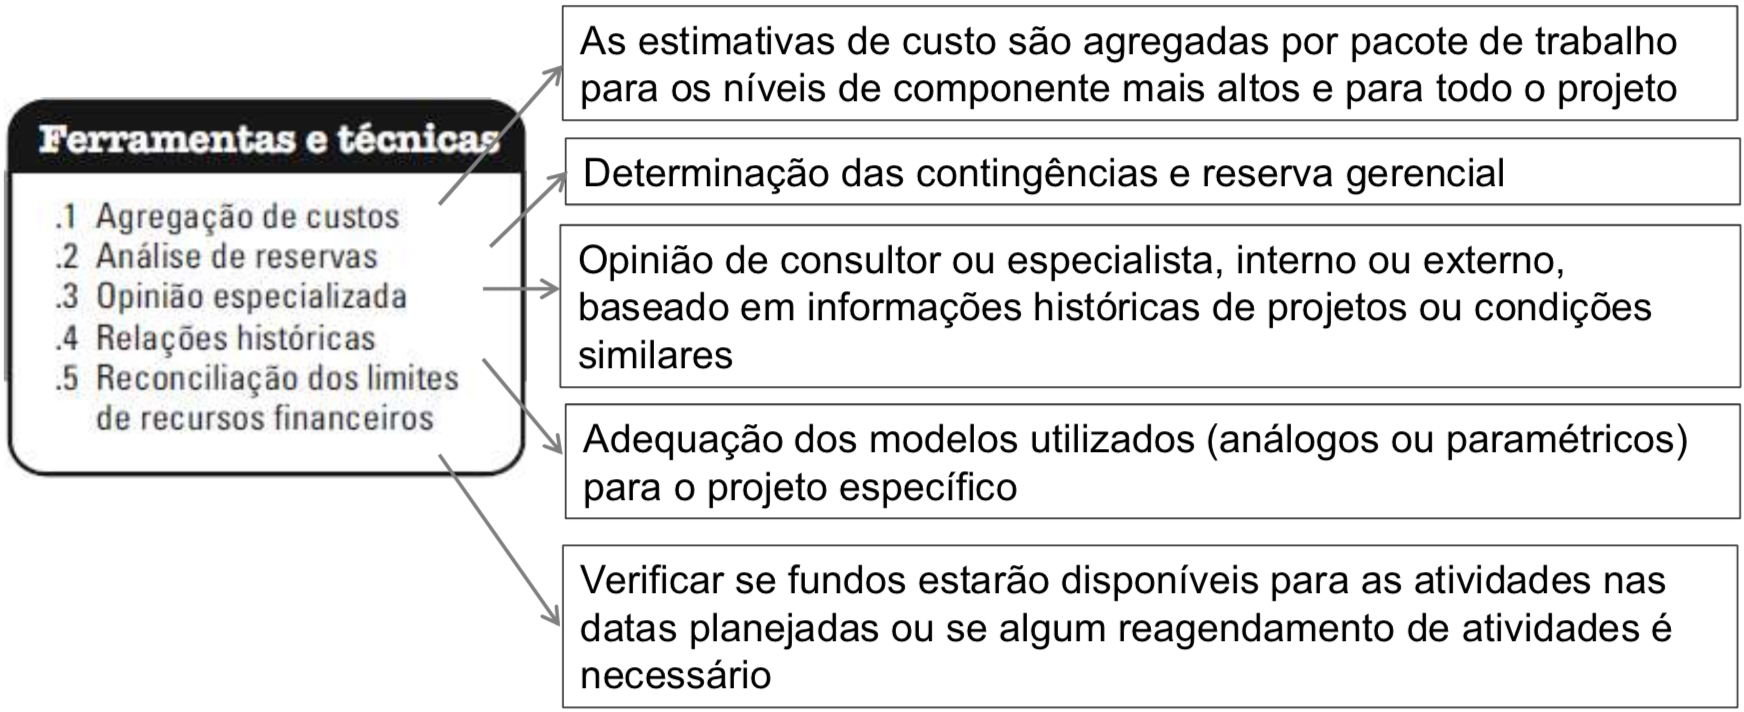 Ferramentas e técnicas
.1 Agregação de custos
.2 Análise de reservas
.3 Opinião especializada
.4 Relações históricas
.5 Reconciliação dos limites
de recursos financeiros
As estimativas de custo são agregadas por pacote de trabalho
para os níveis de componente mais altos e para todo o projeto
Determinação das contingências e reserva gerencial
Opinião de consultor ou especialista, interno ou externo,
baseado em informações históricas de projetos ou condições
similares
Adequação dos modelos utilizados (análogos ou paramétricos)
para o projeto específico
Verificar se fundos estarão disponíveis para as atividades nas
datas planejadas ou se algum reagendamento de atividades é
necessário